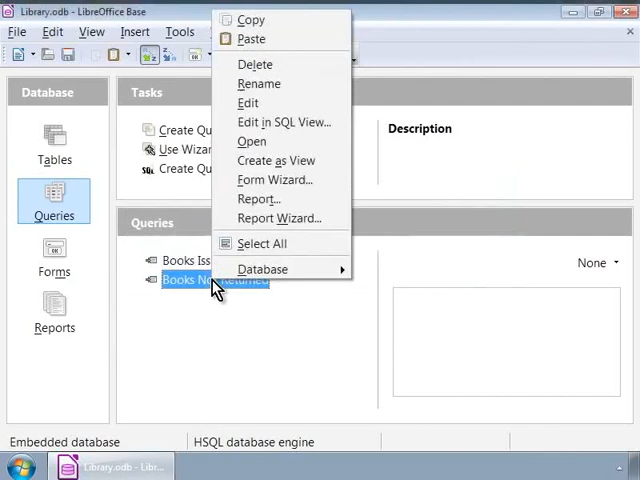 Library.odb - LibreOffice Base
File Edit View Insert Tools
Database
Tables
Queries
Forms
Reports
Tasks
Create Qu
Use Wizar
SQL Create Qu
Description
Queries
Books Iss
Books No Returned
None
Copy
Paste
Delete
Rename
Edit
Edit in SQL View...
Open
Create as View
Form Wizard...
Report...
Report Wizard...
Select All
Database
Embedded database
HSQL database engine
Library.odb - Libr...